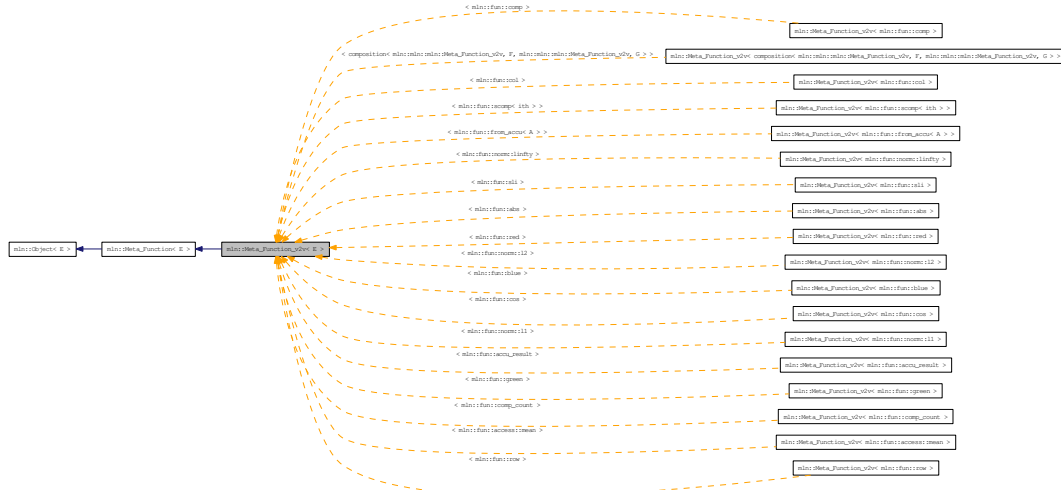 < mln::fun::comp >
mln::Meta_Function_v2v< mln::fun::comp >
< composition< mln::mln::mln::Meta_Function_v2v, F, mln::mln::mln::Meta_Function_v2v, G > >
mln::Meta_Function_v2v< composition< mln::mln::mln::Meta_Function_v2v, F, mln::mln::mln::Meta_Function_v2v, G > >
< mln::fun::col >
mln::Meta_Function_v2v< mln::fun::col >
< mln::fun::scomp< ith > >
mln::Meta_Function_v2v< mln::fun::scomp< ith > >
< mln::fun::from_accu< A > >
mln::Meta_Function_v2v< mln::fun::from_accu< A > >
< mln::fun::norm::linfty >
mln::Meta_Function_v2v< mln::fun::norm::linfty >
< mln::fun::sli >
mln::Meta_Function_v2v< mln::fun::sli >
< mln::fun::abs >
mln::Meta_Function_v2v< mln::fun::abs >
< mln::fun::red >
mln::Meta_Function_v2v< mln::fun::red >
mln::Object< E >
mln::Meta_Function< E >
mln::Meta_Function_v2v< E >
< mln::fun::norm::l2 >
mln::Meta_Function_v2v< mln::fun::norm::l2 >
< mln::fun::blue >
mln::Meta_Function_v2v< mln::fun::blue >
< mln::fun::cos >
mln::Meta_Function_v2v< mln::fun::cos >
< mln::fun::norm::l1 >
mln::Meta_Function_v2v< mln::fun::norm::l1 >
< mln::fun::accu_result >
mln::Meta_Function_v2v< mln::fun::accu_result >
< mln::fun::green >
mln::Meta_Function_v2v< mln::fun::green >
< mln::fun::comp_count >
mln::Meta_Function_v2v< mln::fun::comp_count >
< mln::fun::access::mean >
mln::Meta_Function_v2v< mln::fun::access::mean >
< mln::fun::row >
mln::Meta_Function_v2v< mln::fun::row >